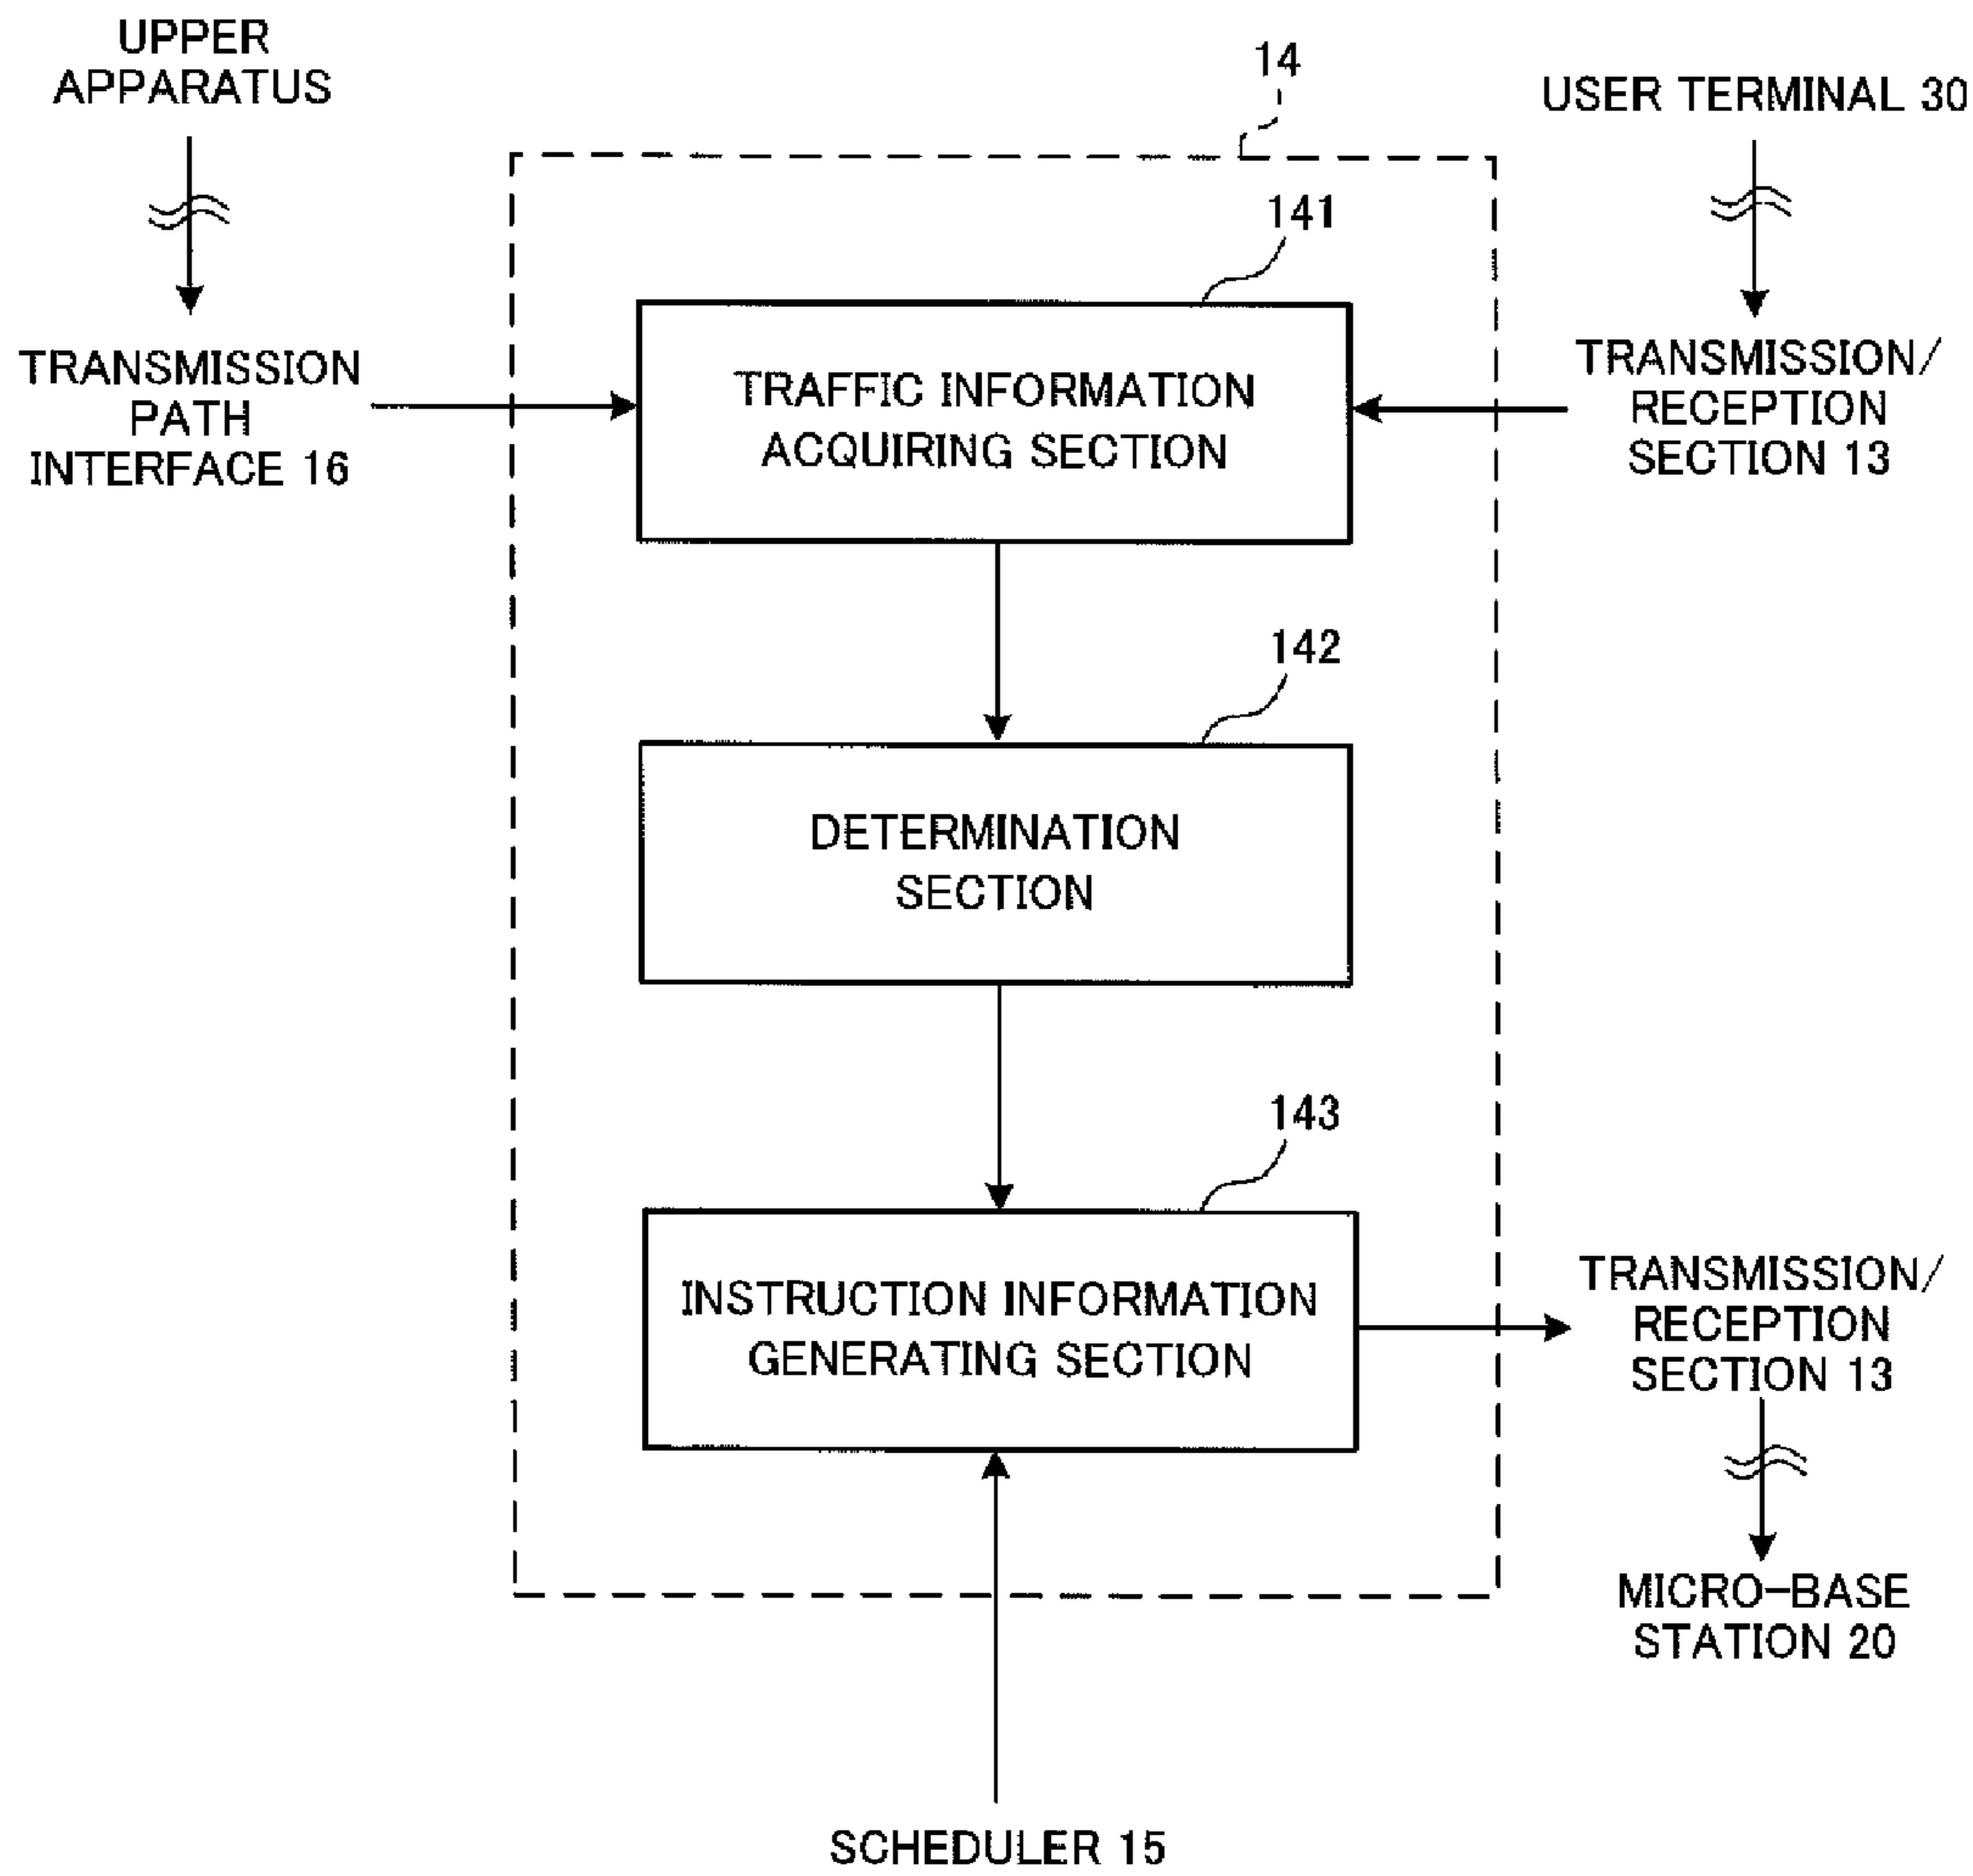 UPPER
APPARATUS
14
USER TERMINAL 30
141
TRANSMISSION
PATH
INTERFACE 16
TRAFFIC INFORMATION
ACQUIRING SECTION
TRANSMISSION/
RECEPTION
SECTION 13
142
DETERMINATION
SECTION
143
INSTRUCTION INFORMATION
GENERATING SECTION
TRANSMISSION/
RECEPTION
SECTION 13
MICRO-BASE
STATION 20
SCHEDULER 15